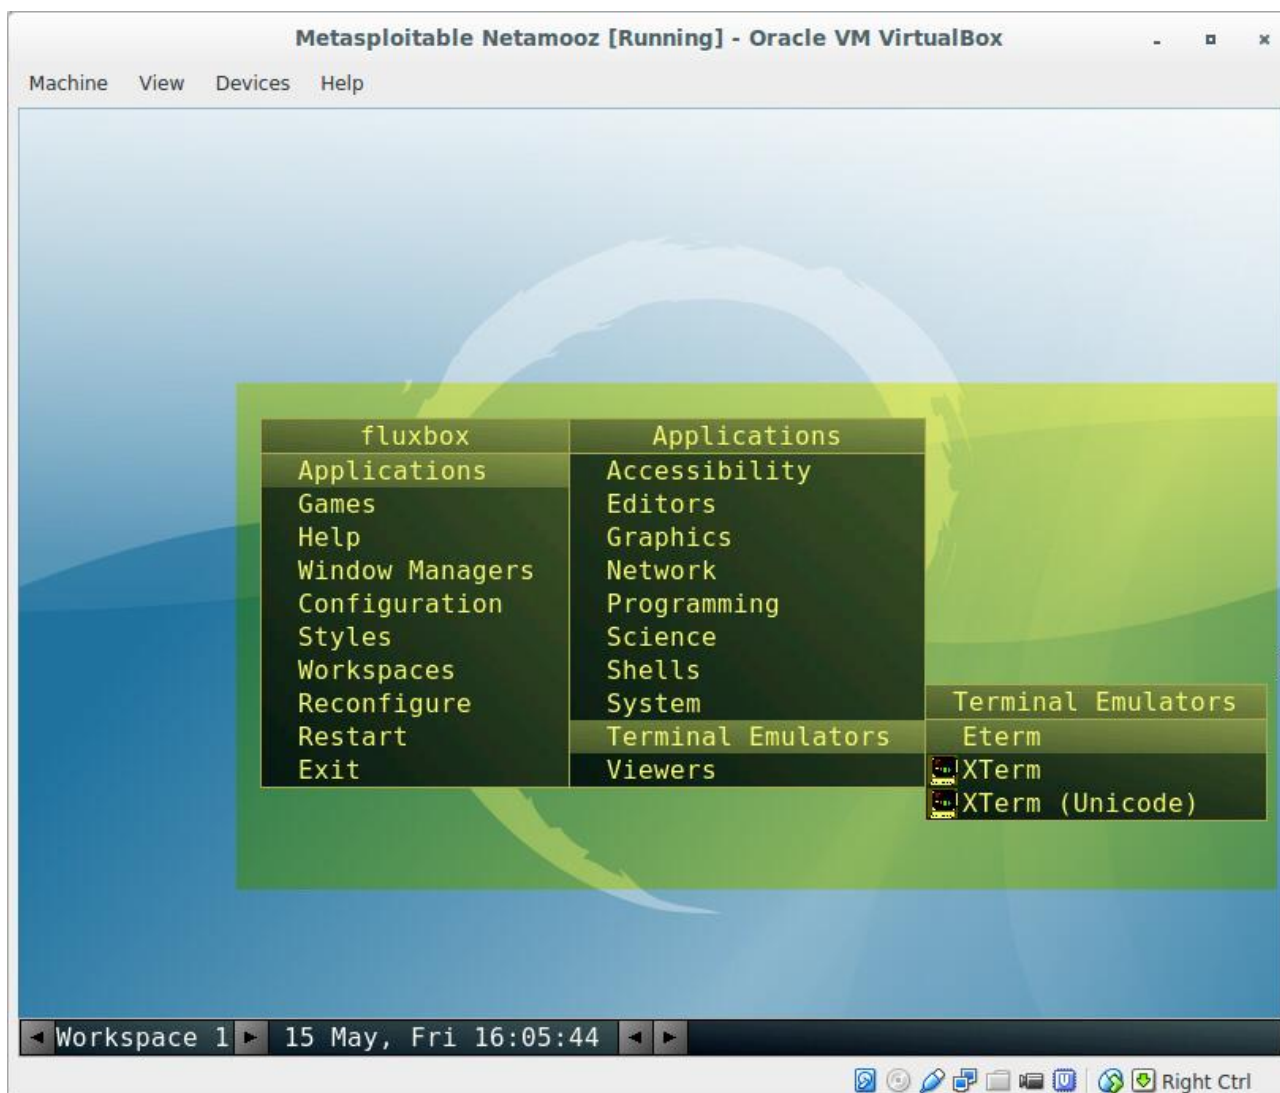 Metasploitable Netamooz [Running] - Oracle VM VirtualBox
Machine View Devices Help
fluxbox
Applications
Games
Help
Window Managers
Configuration
Styles
Workspaces
Reconfigure
Restart
Exit
Applications
Accessibility
Editors
Graphics
Network
Programming
Science
Shells
System
Terminal Emulators
Viewers
Terminal Emulators
Eterm
XTerm
XTerm (Unicode)
Workspace 1 15 May, Fri 16:05:44
Right Ctrl